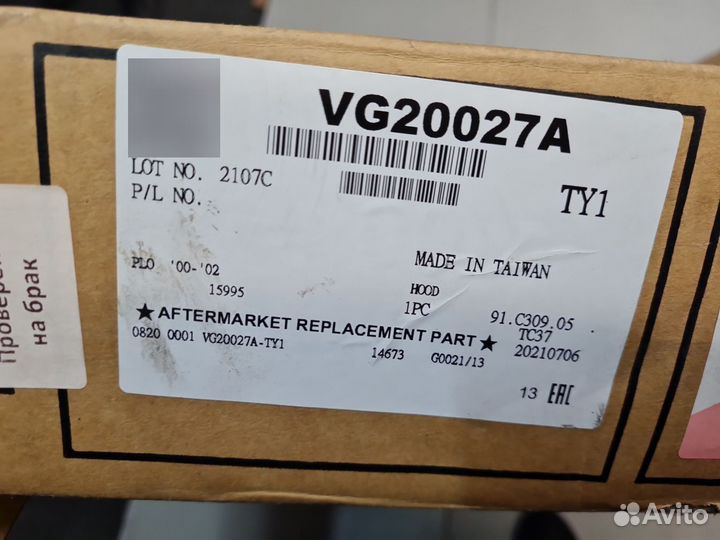 VG20027A
LOT NO. 2107C
P/L NO.
TY1
PLO '00-'02
MADE IN TAIWAN
15995
HOOD
1PC
91.C309.05
★ AFTERMARKET REPLACEMENT PART ★
TC37
0820 0001 VG20027A-TY1
14673
G0021/13
20210706
13 EAC
на брак
Avito